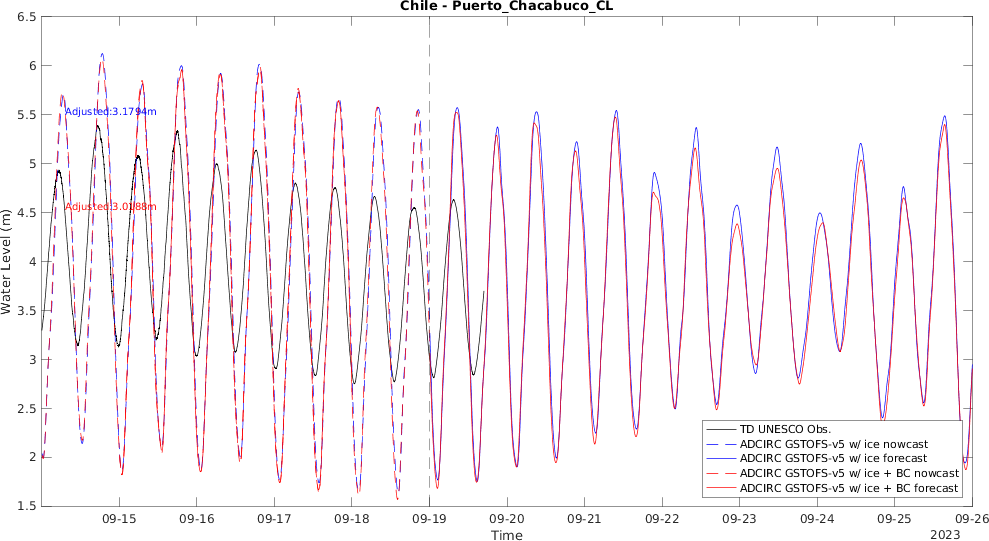 Chile - Puerto_Chacabuco_CL
6.5
6
5.5
5
4.5
4
3.5
3
2.5
2
1.5
Water Level (m)
Adjusted:3.1794m
Adjusted:3.0188m
TD UNESCO Obs.
ADCIRC GSTOFS-v5 w/ ice nowcast
ADCIRC GSTOFS-v5 w/ ice forecast
ADCIRC GSTOFS-v5 w/ ice + BC nowcast
ADCIRC GSTOFS-v5 w/ ice + BC forecast
09-15 09-16 09-17 09-18 09-19 09-20 09-21 09-22 09-23 09-24 09-25 09-26
2023
Time